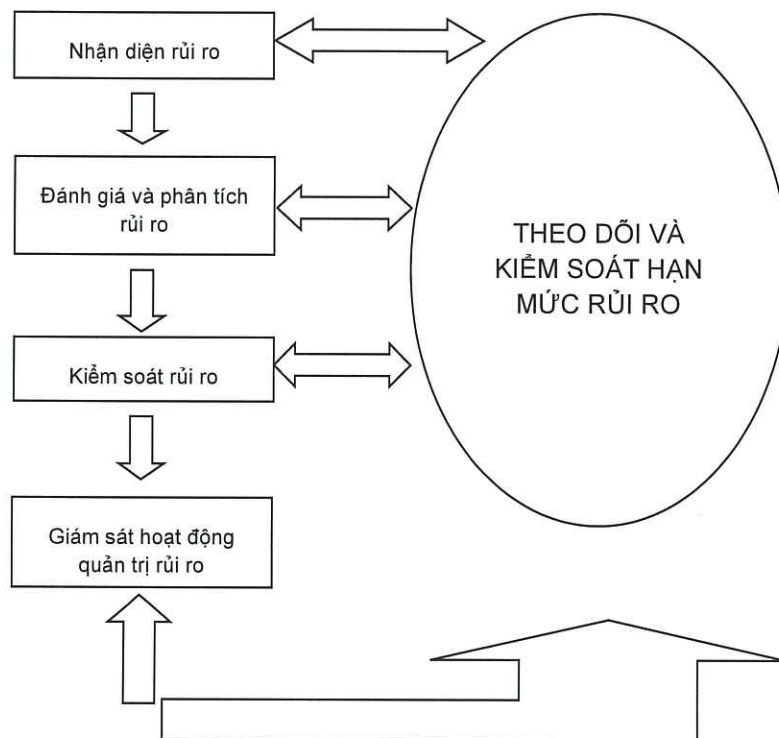 Nhận diện rủi ro
Đánh giá và phân tích
rủi ro
Kiểm soát rủi ro
Giám sát hoạt động
quản trị rủi ro
THEO DÕI VÀ
KIỂM SOÁT HẠN
MỨC RỦI RO